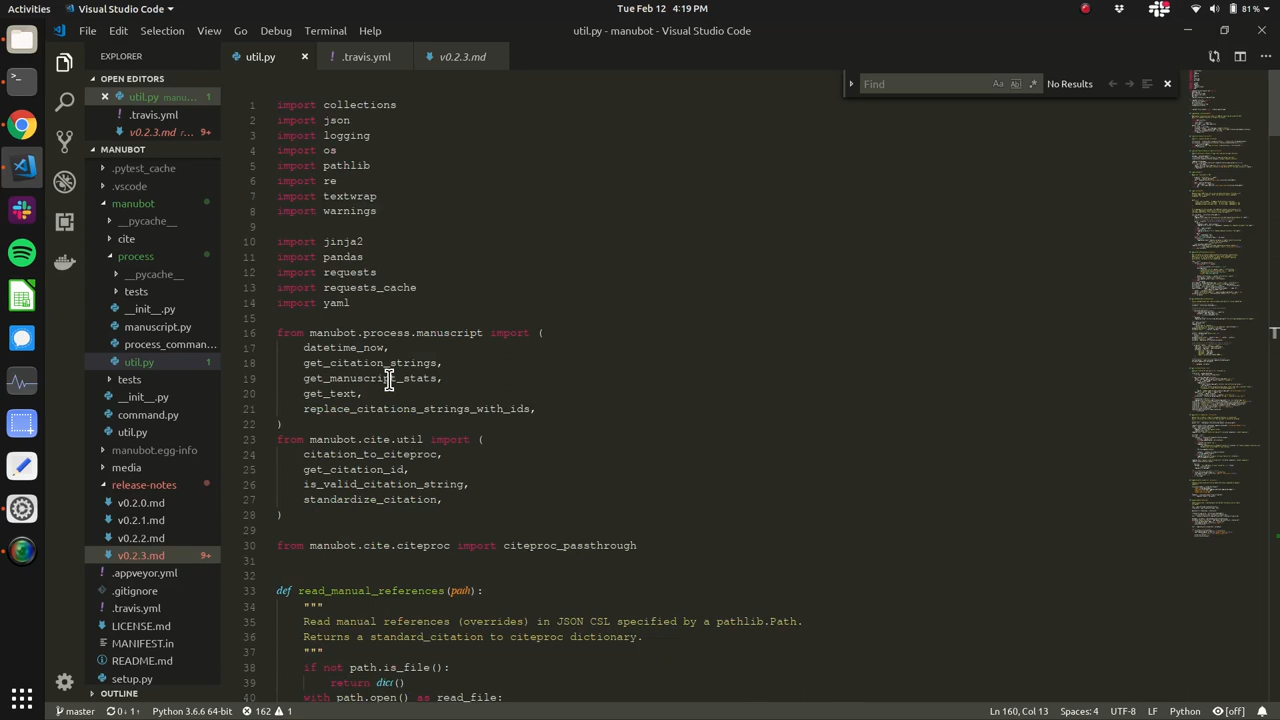 Activities
Visual Studio Code
Tue Feb 12 4:19 PM
81 %
File Edit Selection View Go Debug Terminal Help
util.py - manubot - Visual Studio Code
EXPLORER
util.py
.travis.yml
v0.2.3.md
OPEN EDITORS
util.py manu... 1
.travis.yml
v0.2.3.md r... 9+
Find
Aa
Abl
No Results
MANUBOT
.pytest_cache
.vscode
manubot
__pycache__
cite
process
__pycache__
tests
__init__.py
manuscript.py
process_comman...
util.py 1
tests
__init__.py
command.py
util.py
manubot.egg-info
media
release-notes
v0.2.0.md
v0.2.1.md
v0.2.2.md
v0.2.3.md 9+
.appveyor.yml
.gitignore
.travis.yml
LICENSE.md
MANIFEST.in
README.md
setup.py
OUTLINE
1 import collections
2 import json
3 import logging
4 import os
5 import pathlib
6 import re
7 import textwrap
8 import warnings
9
10 import jinja2
11 import pandas
12 import requests
13 import requests_cache
14 import yaml
15
16 from manubot.process.manuscript import (
17 datetime_now,
18 get_citation_strings,
19 get_manuscript_stats,
20 get_text,
21 replace_citations_strings_with_ids,
22 )
23 from manubot.cite.util import (
24 citation_to_citeproc,
25 get_citation_id,
26 is_valid_citation_string,
27 standardize_citation,
28 )
29
30 from manubot.cite.citeproc import citeproc_passthrough
31
32
33 def read_manual_references(path):
34 """
35 Read manual references (overrides) in JSON CSL specified by a pathlib.Path.
36 Returns a standard_citation to citeproc dictionary.
37 """
38 if not path.is_file():
39 return dict()
40 with path.open() as read_file:
master
0↓ 1↑
Python 3.6.6 64-bit
162
1
Ln 160, Col 13
Spaces: 4
UTF-8
LF
Python
[off]